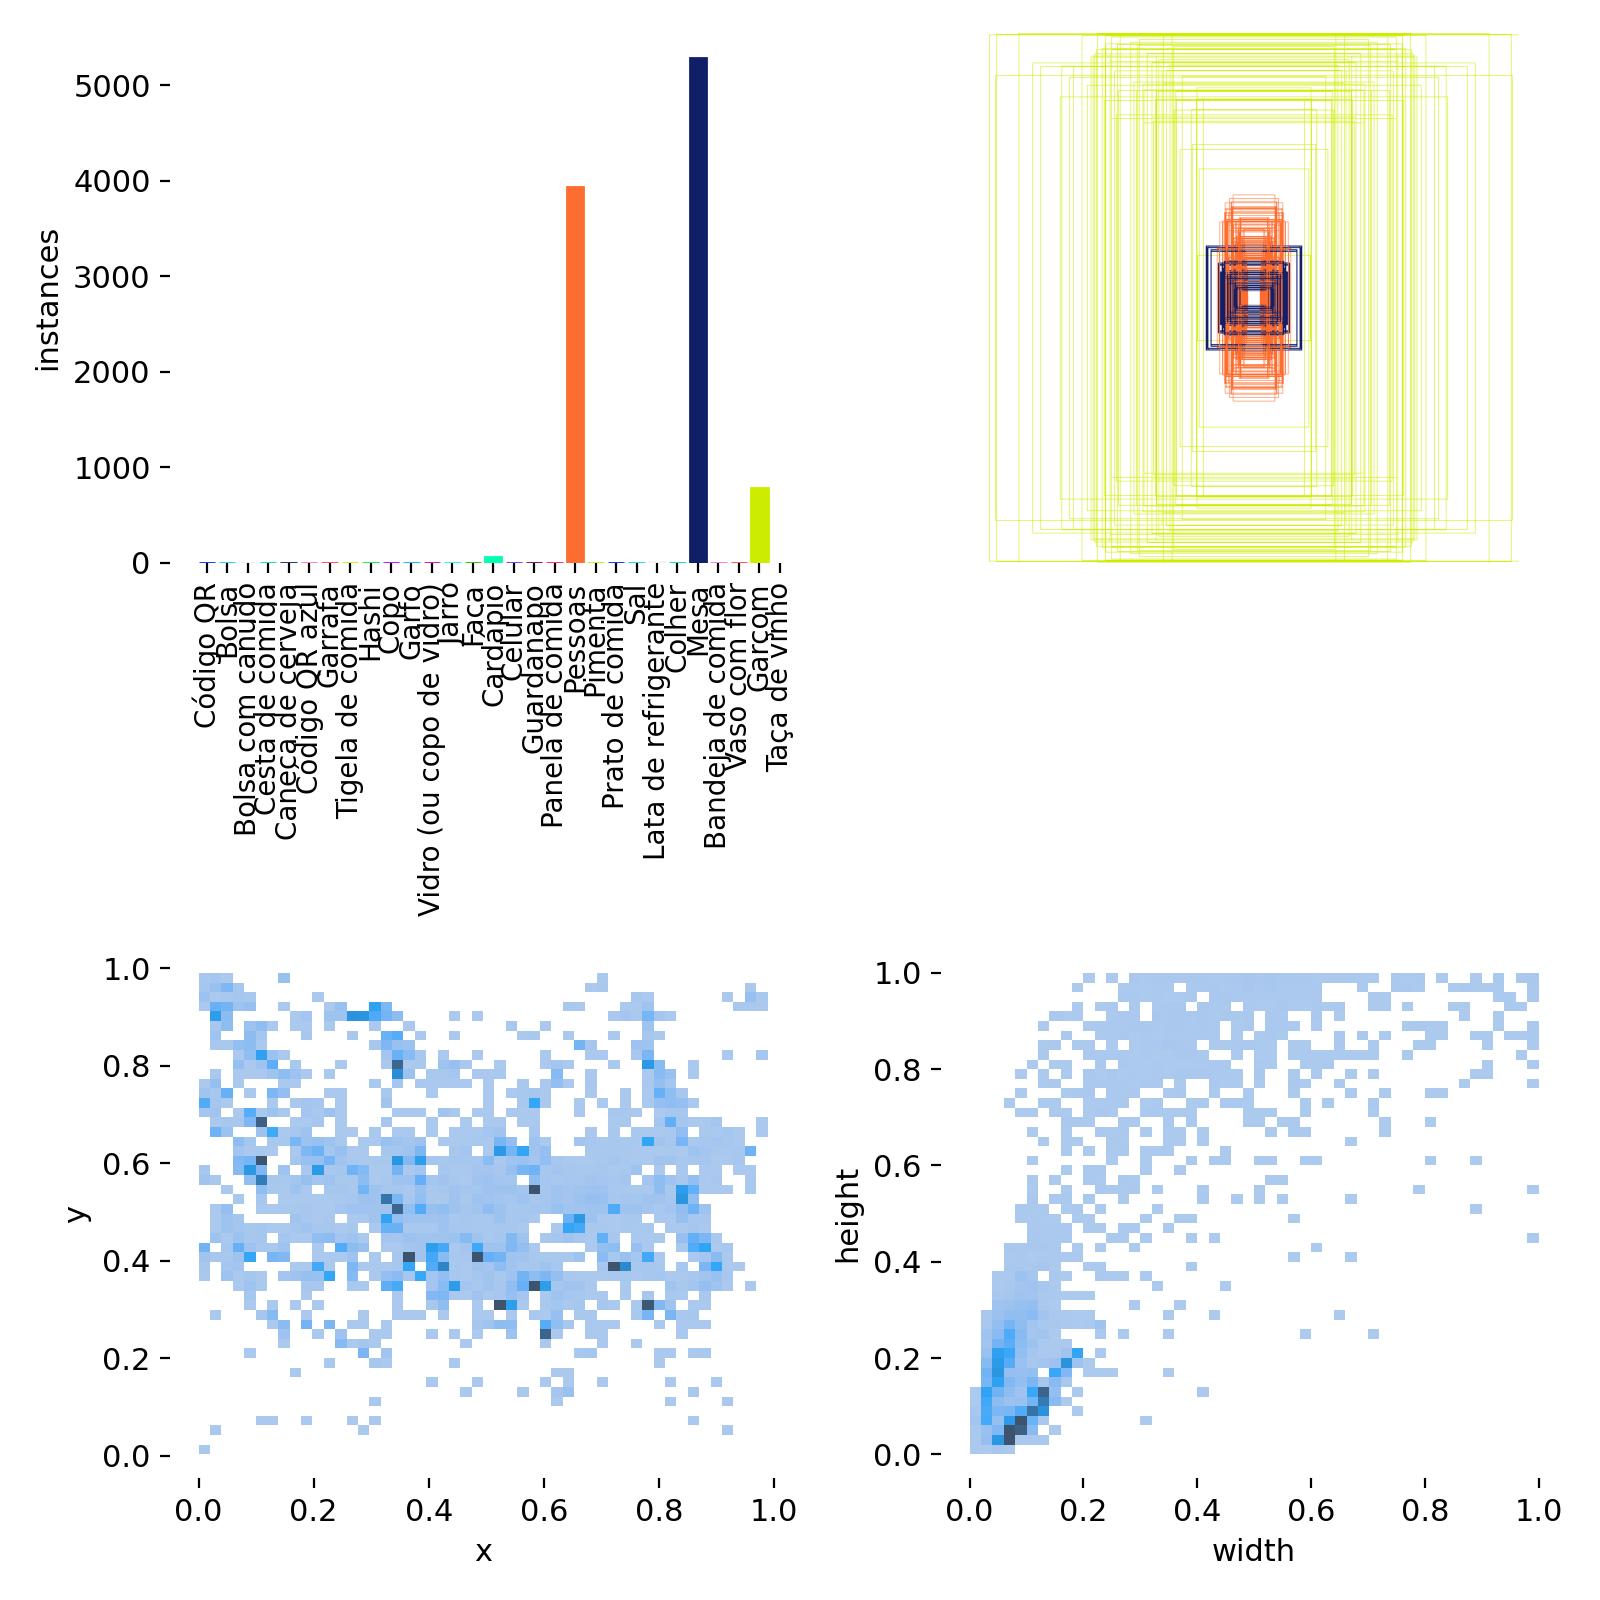 instances
5000
4000
3000
2000
1000
0
Código QR
Bolsa
Bolsa com canudo
Cesta de comida
Caneca de cerveja
Código QR azul
Garrafa
Tigela de comida
Hashi
Copo
Garfo
Vidro (ou copo de vidro)
Jarro
Faca
Cardápio
Celular
Guardanapo
Panela de comida
Pessoas
Pimenta
Prato de comida
Sal
Lata de refrigerante
Colher
Mesa
Bandeja de comida
Vaso com flor
Garçom
Taça de vinho
y
1.0
0.8
0.6
0.4
0.2
0.0
0.0 0.2 0.4 0.6 0.8 1.0
x
height
1.0
0.8
0.6
0.4
0.2
0.0
0.0 0.2 0.4 0.6 0.8 1.0
width